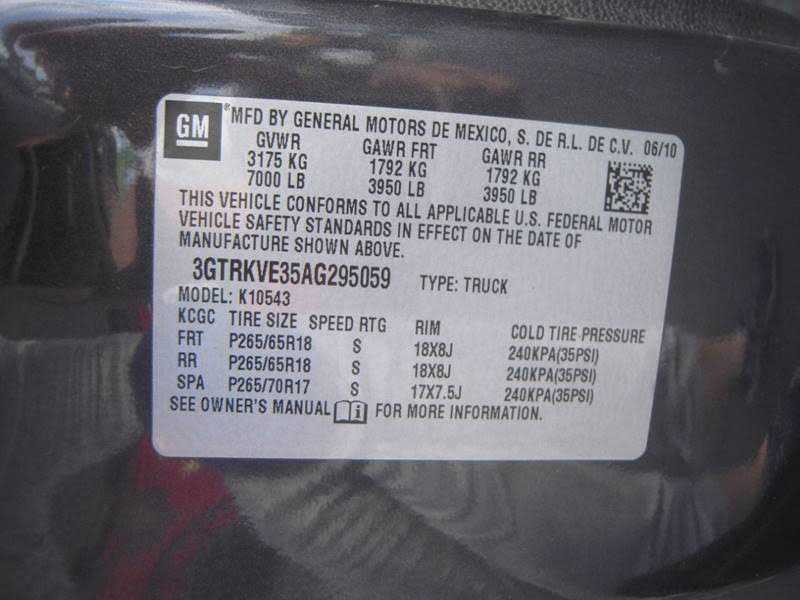 GM
®MFD BY GENERAL MOTORS DE MEXICO, S. DE R.L. DE C.V. 06/10
GVWR GAWR FRT GAWR RR
3175 KG 1792 KG 1792 KG
7000 LB 3950 LB 3950 LB
THIS VEHICLE CONFORMS TO ALL APPLICABLE U.S. FEDERAL MOTOR
VEHICLE SAFETY STANDARDS IN EFFECT ON THE DATE OF
MANUFACTURE SHOWN ABOVE.
3GTRKVE35AG295059 TYPE: TRUCK
MODEL: K10543
KCGC TIRE SIZE SPEED RTG RIM COLD TIRE PRESSURE
FRT P265/65R18 S 18X8J 240KPA(35PSI)
RR P265/65R18 S 18X8J 240KPA(35PSI)
SPA P265/70R17 S 17X7.5J 240KPA(35PSI)
SEE OWNER'S MANUAL i FOR MORE INFORMATION.